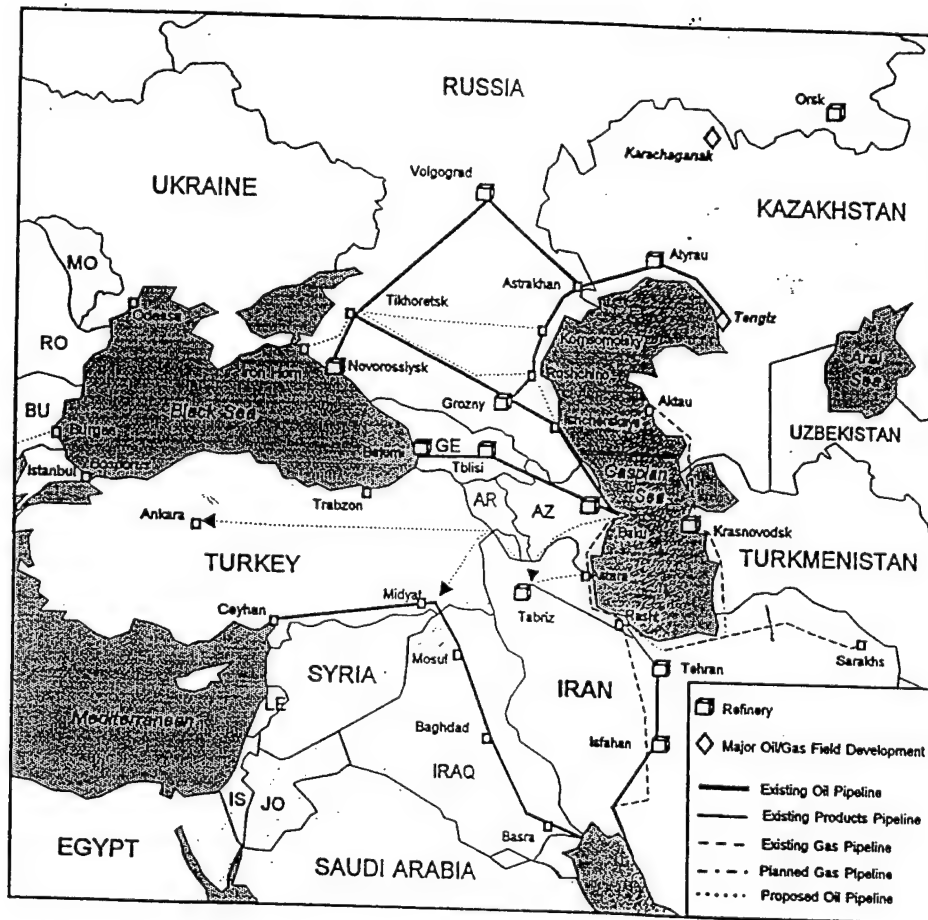 RUSSIA
Orsk
Karachaganak
Volgograd
UKRAINE
KAZAKHSTAN
MO
Atyrau
Astrakhan
Odessa
Tikhoretsk
Tengiz
Komsomolsky
Aral
Sea
RO
Novorossiysk
Grozny
Aktau
BU
Black Sea
Burgas
UZBEKISTAN
GE
Batumi
Tblisi
Caspian
Sea
Istanbul
Trabzon
AR
AZ
Krasnovodsk
Ankara
Baku
TURKEY
TURKMENISTAN
Astara
Midyat
Ceyhan
Tabriz
Rasht
Mosul
Sarakhs
SYRIA
Tehran
LE
IRAN
Mediterranean
Refinery
Baghdad
Isfahan
Major Oil/Gas Field Development
IRAQ
IS
JO
Existing Oil Pipeline
Existing Products Pipeline
Basra
EGYPT
Existing Gas Pipeline
SAUDI ARABIA
Planned Gas Pipeline
Proposed Oil Pipeline